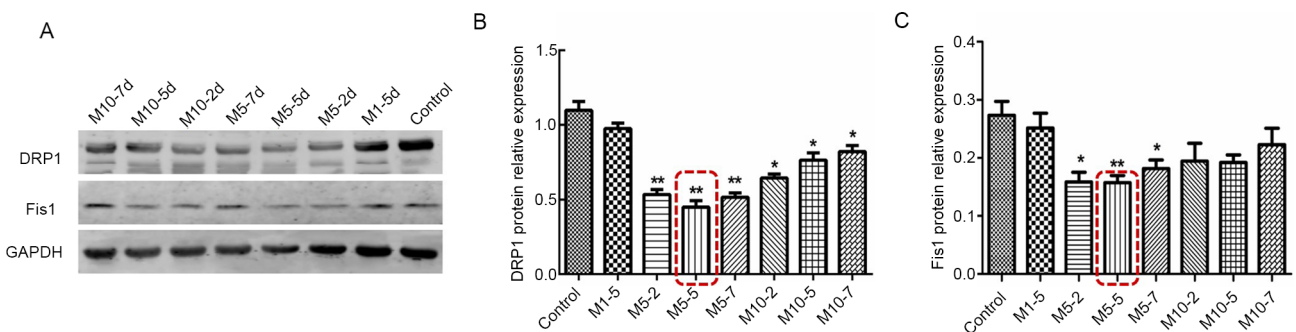 A
M10-7d
M10-5d
M10-2d
M5-7d
M5-5d
M5-2d
M1-5d
Control
DRP1
Fis1
GAPDH
B
DRP1 protein relative expression
1.5
1.0
0.5
0.0
**
**
**
*
*
*
Control
M1-5
M5-2
M5-5
M5-7
M10-2
M10-5
M10-7
C
Fis1 protein relative expression
0.4
0.3
0.2
0.1
0.0
*
**
*
Control
M1-5
M5-2
M5-5
M5-7
M10-2
M10-5
M10-7